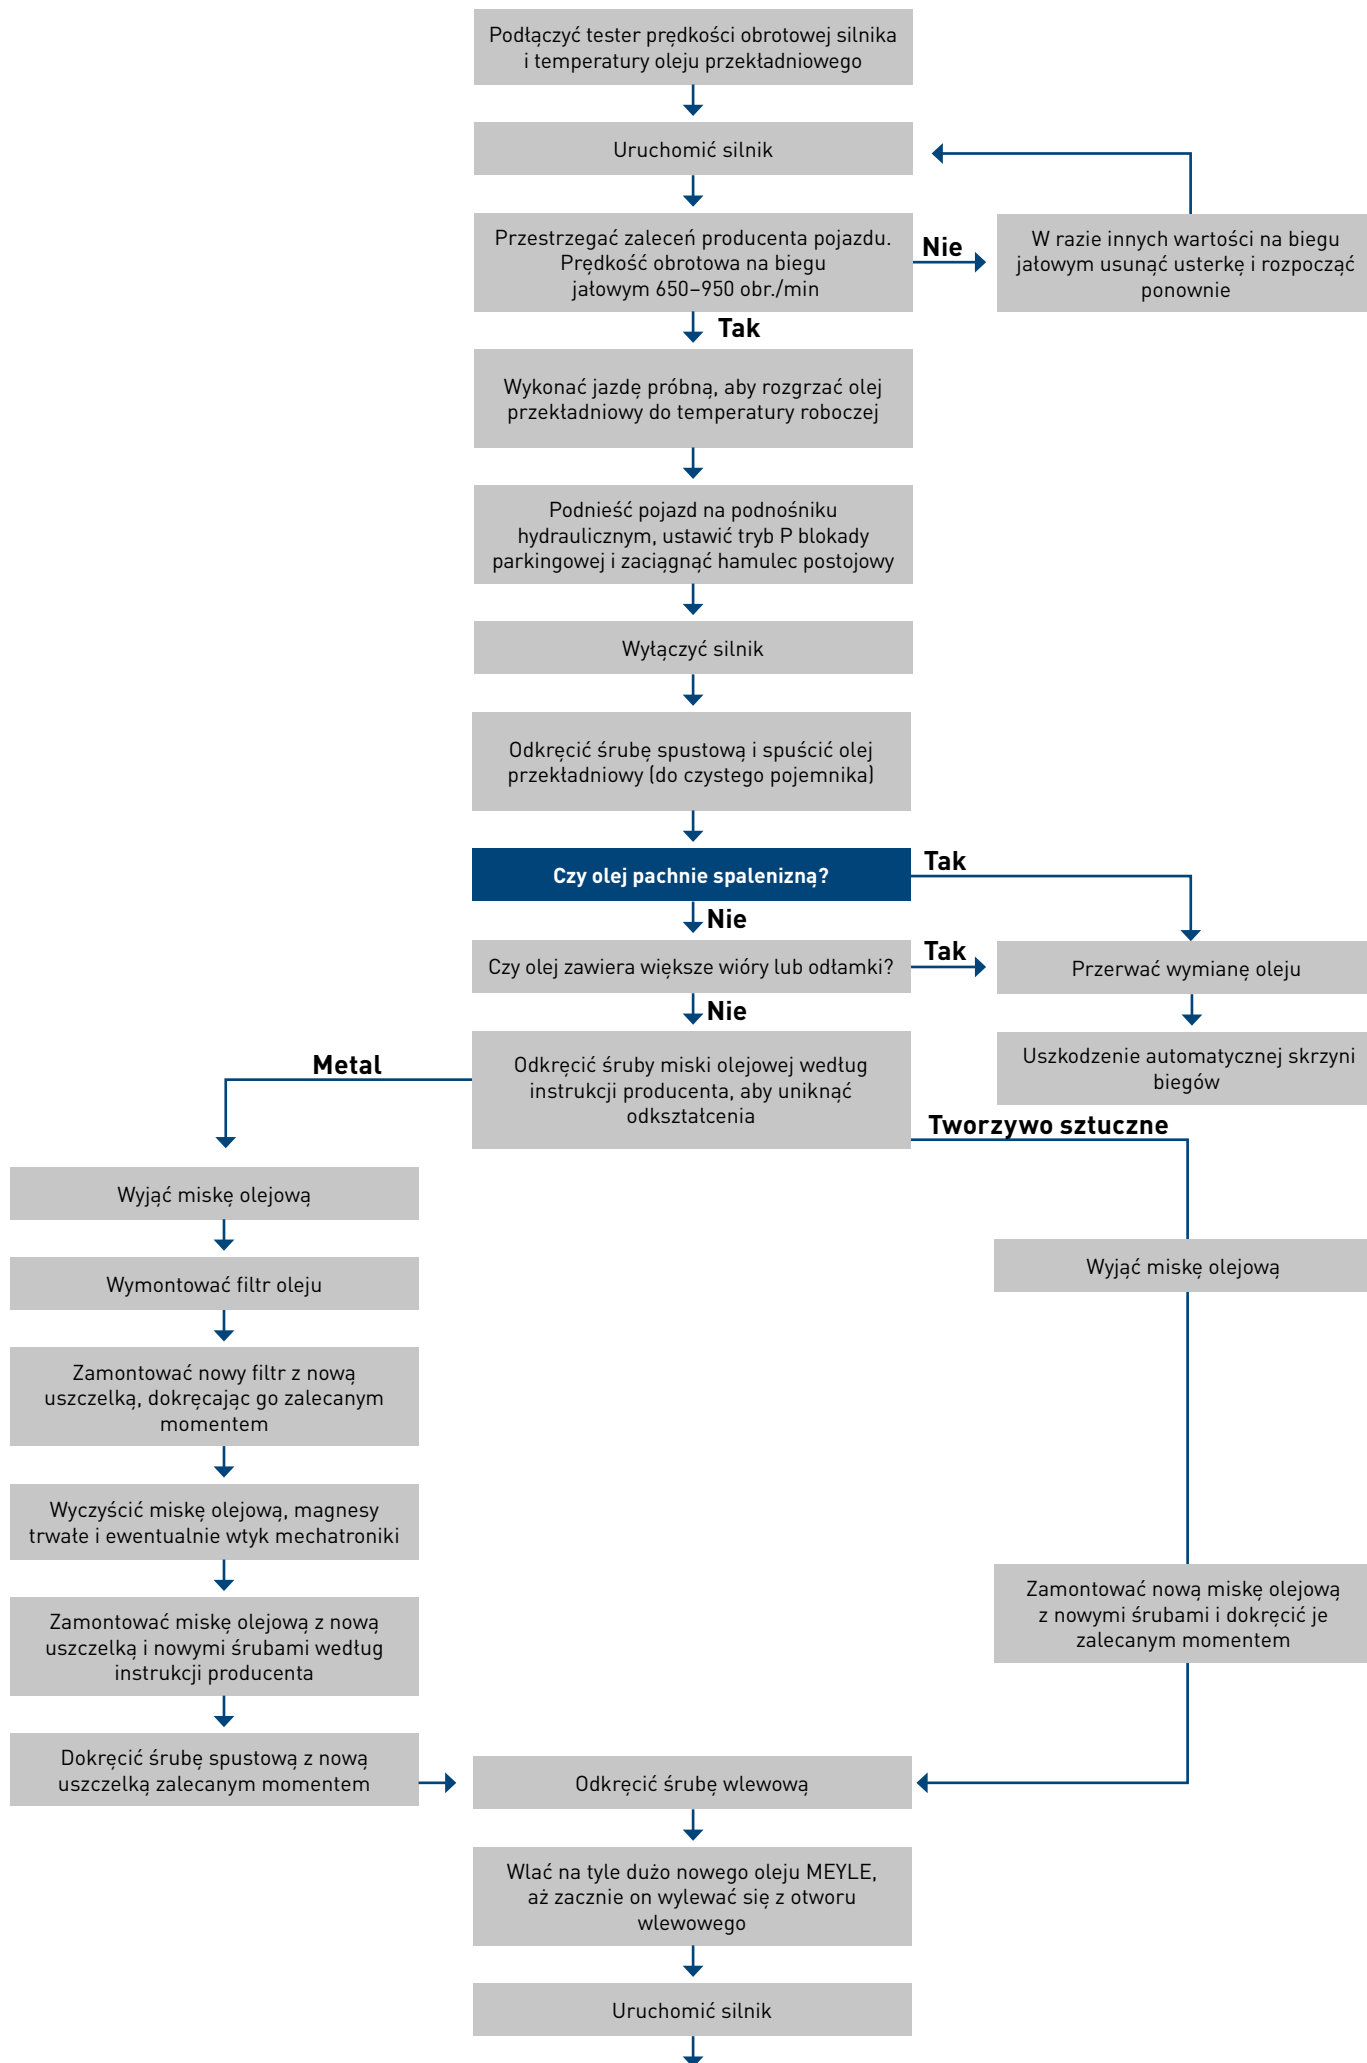 Podłączyć tester prędkości obrotowej silnika
i temperatury oleju przekładniowego
Uruchomić silnik
Przestrzegać zaleceń producenta pojazdu.
Prędkość obrotowa na biegu
jałowym 650–950 obr./min
Nie
W razie innych wartości na biegu
jałowym usunąć usterkę i rozpocząć
ponownie
Tak
Wykonać jazdę próbną, aby rozgrzać olej
przekładniowy do temperatury roboczej
Podnieść pojazd na podnośniku
hydraulicznym, ustawić tryb P blokady
parkingowej i zaciągnąć hamulec postojowy
Wyłączyć silnik
Odkręcić śrubę spustową i spuścić olej
przekładniowy (do czystego pojemnika)
Czy olej pachnie spalenizną?
Tak
Nie
Czy olej zawiera większe wióry lub odłamki?
Tak
Przerwać wymianę oleju
Nie
Uszkodzenie automatycznej skrzyni
biegów
Odkręcić śruby miski olejowej według
instrukcji producenta, aby uniknąć
odkształcenia
Metal
Tworzywo sztuczne
Wyjąć miskę olejową
Wymontować filtr oleju
Zamontować nowy filtr z nową
uszczelką, dokręcając go zalecanym
momentem
Wyczyścić miskę olejową, magnesy
trwałe i ewentualnie wtyk mechatroniki
Zamontować miskę olejową z nową
uszczelką i nowymi śrubami według
instrukcji producenta
Dokręcić śrubę spustową z nową
uszczelką zalecanym momentem
Wyjąć miskę olejową
Zamontować nową miskę olejową
z nowymi śrubami i dokręcić je
zalecanym momentem
Odkręcić śrubę wlewową
Wlać na tyle dużo nowego oleju MEYLE,
aż zacznie on wylewać się z otworu
wlewowego
Uruchomić silnik